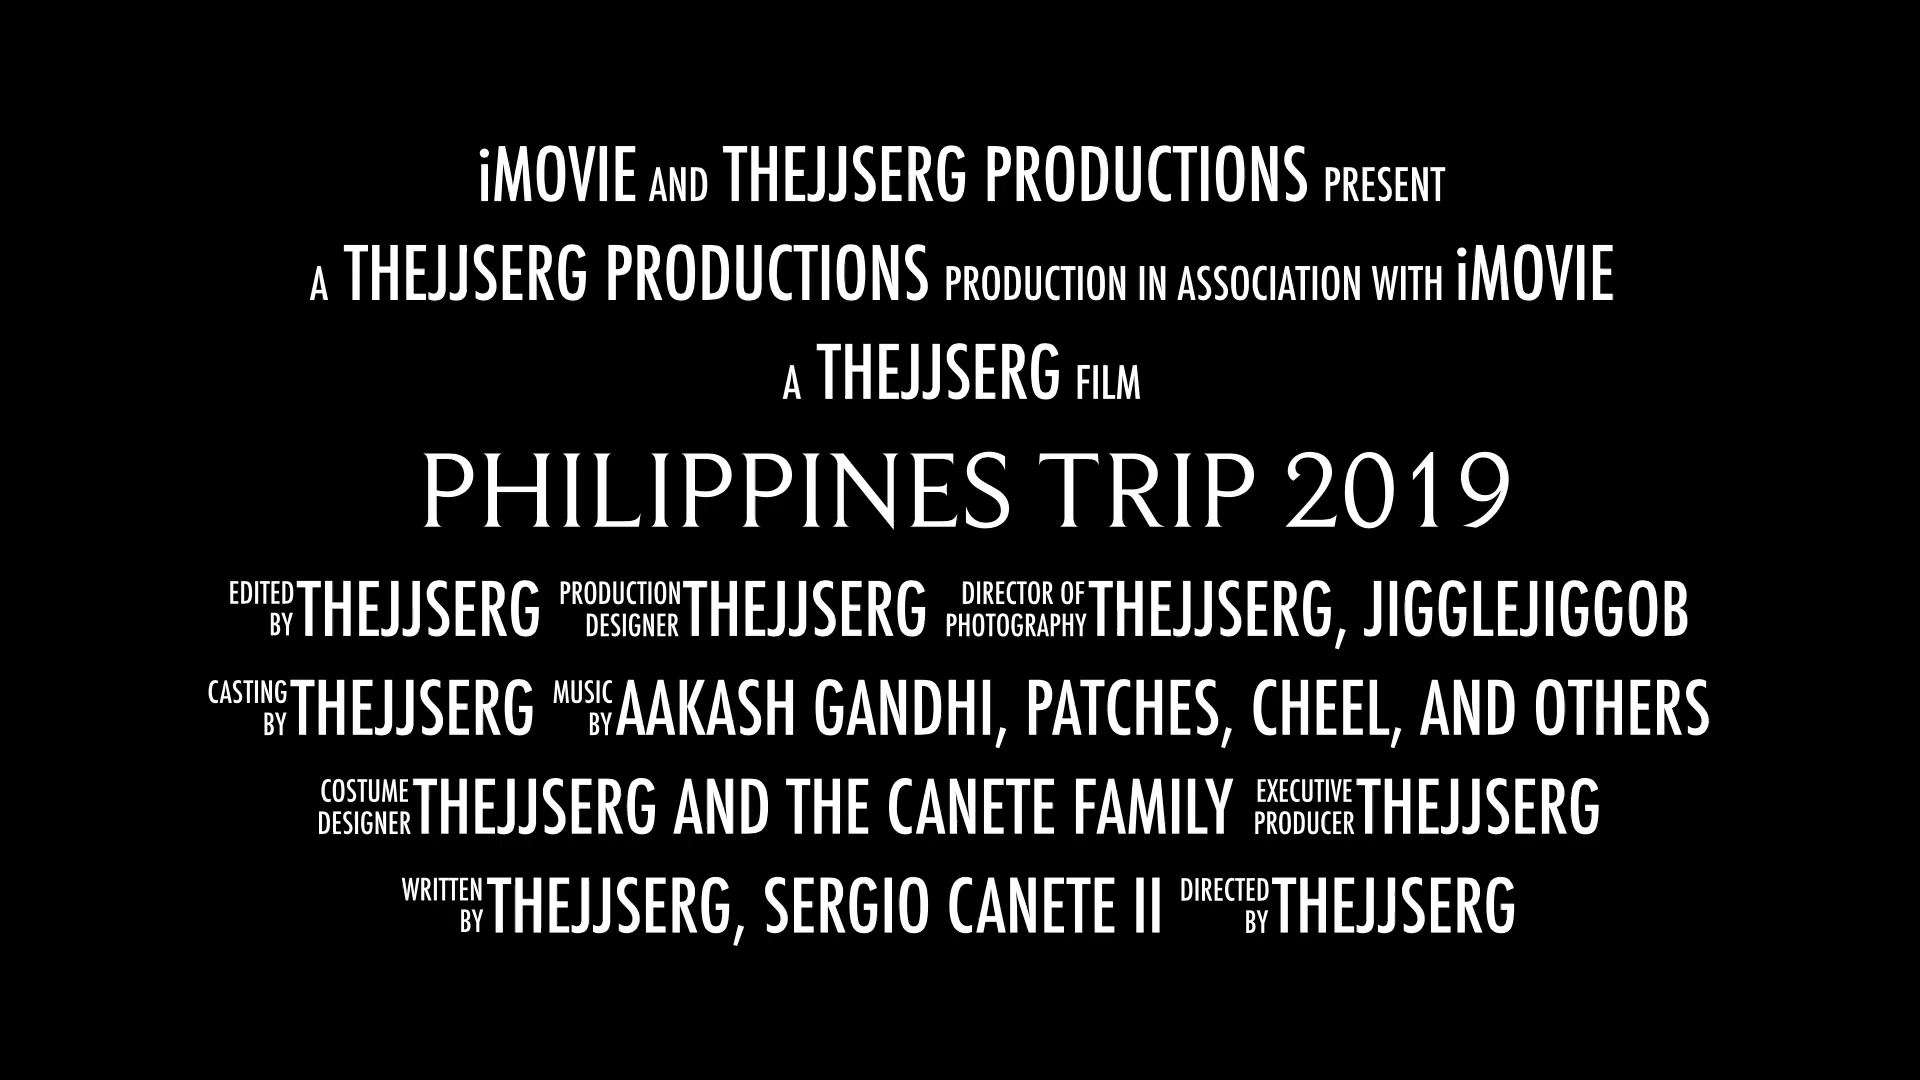 iMOVIE AND THEJJSERG PRODUCTIONS PRESENT
A THEJJSERG PRODUCTIONS PRODUCTION IN ASSOCIATION WITH iMOVIE
A THEJJSERG FILM
PHILIPPINES TRIP 2019
EDITED BY THEJJSERG PRODUCTION DESIGNER THEJJSERG DIRECTOR OF PHOTOGRAPHY THEJJSERG, JIGGLEJIGGOB
CASTING BY THEJJSERG MUSIC BY AAKASH GANDHI, PATCHES, CHEEL, AND OTHERS
COSTUME DESIGNER THEJJSERG AND THE CANETE FAMILY EXECUTIVE PRODUCER THEJJSERG
WRITTEN BY THEJJSERG, SERGIO CANETE II DIRECTED BY THEJJSERG